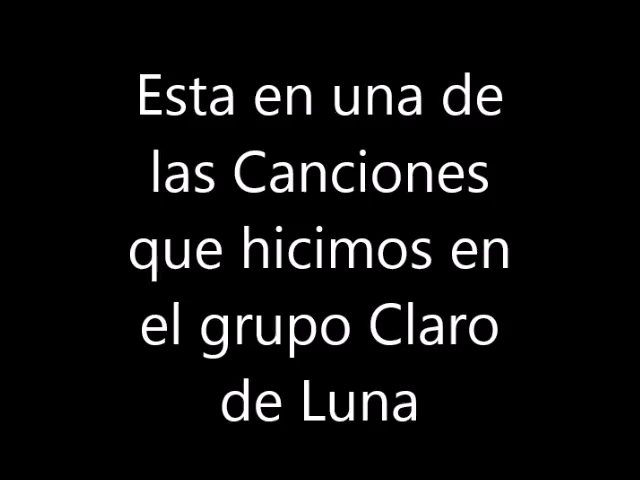 Esta en una de
las Canciones
que hicimos en
el grupo Claro
de Luna